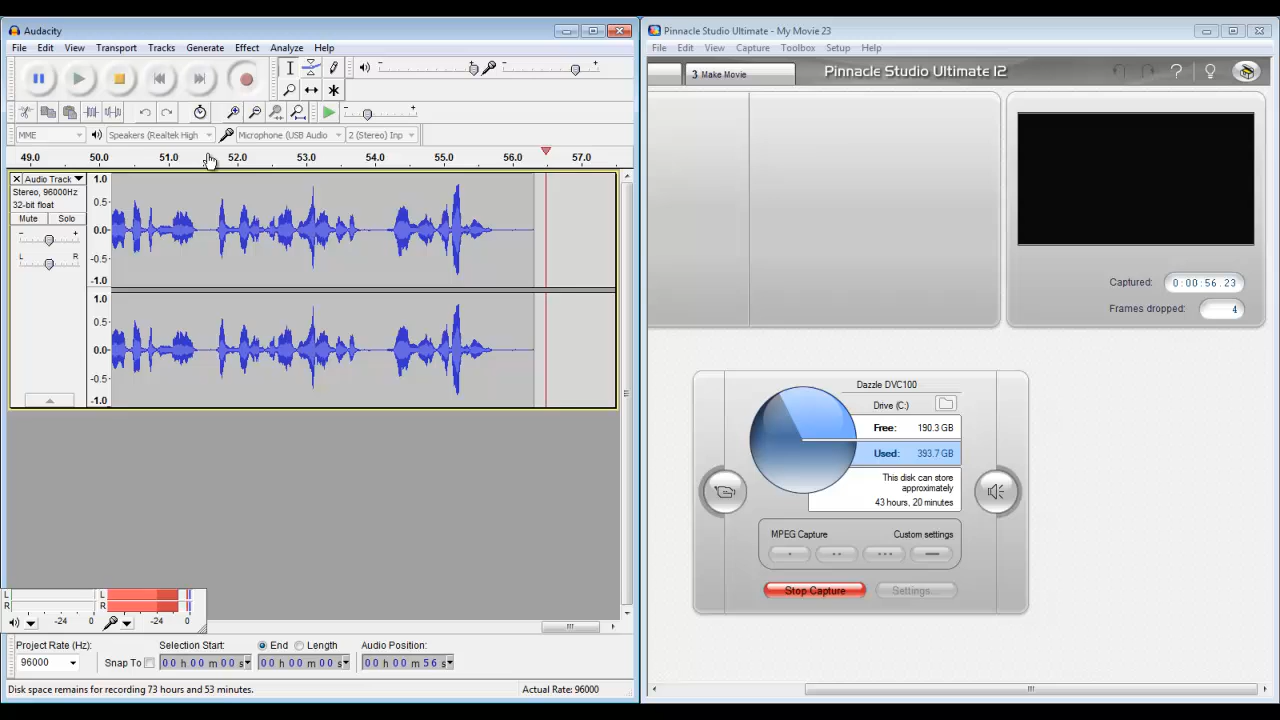 Audacity
File Edit View Transport Tracks Generate Effect Analyze Help
MME Speakers (Realtek High Microphone (USB Audio 2 (Stereo) Inp
49.0 50.0 51.0 52.0 53.0 54.0 55.0 56.0 57.0
Audio Track
Stereo, 96000Hz
32-bit float
Mute Solo
- +
L R
1.0
0.5
0.0
-0.5
-1.0
1.0
0.5
0.0
-0.5
-1.0
L L
R R
-24 0 -24 0
Project Rate (Hz): Selection Start: End Length Audio Position:
96000 Snap To 00 h 00 m 00 s 00 h 00 m 00 s 00 h 00 m 56 s
Disk space remains for recording 73 hours and 53 minutes. Actual Rate: 96000
Pinnacle Studio Ultimate - My Movie 23
File Edit View Capture Toolbox Setup Help
3 Make Movie Pinnacle Studio Ultimate 12
Captured: 0:00:56.23
Frames dropped: 4
Dazzle DVC100
Drive (C:)
Free: 190.3 GB
Used: 393.7 GB
This disk can store
approximately
43 hours, 20 minutes
MPEG Capture Custom settings
Stop Capture Settings...